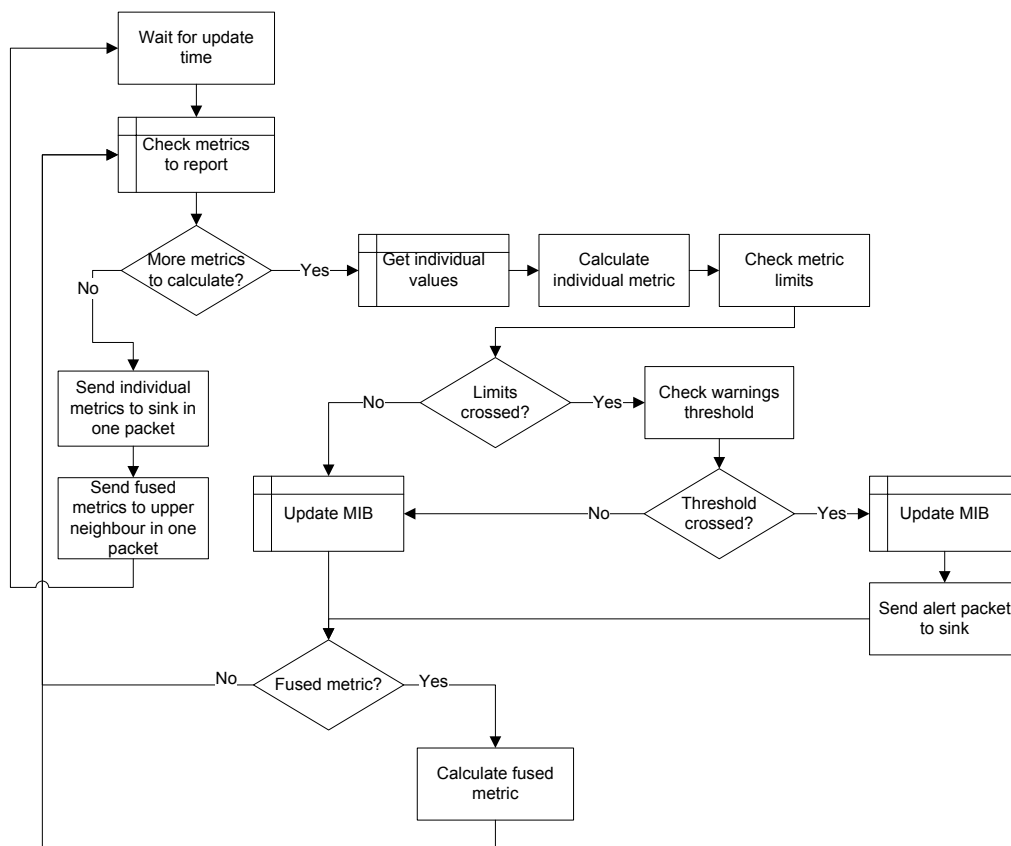 Wait for update
time
Check metrics
to report
More metrics
to calculate?
Yes
Get individual
values
Calculate
individual metric
Check metric
limits
No
Send individual
metrics to sink in
one packet
Send fused
metrics to upper
neighbour in one
packet
Limits
crossed?
No
Yes
Check warnings
threshold
Threshold
crossed?
No
Yes
Update MIB
Update MIB
Send alert packet
to sink
Fused metric?
No
Yes
Calculate fused
metric